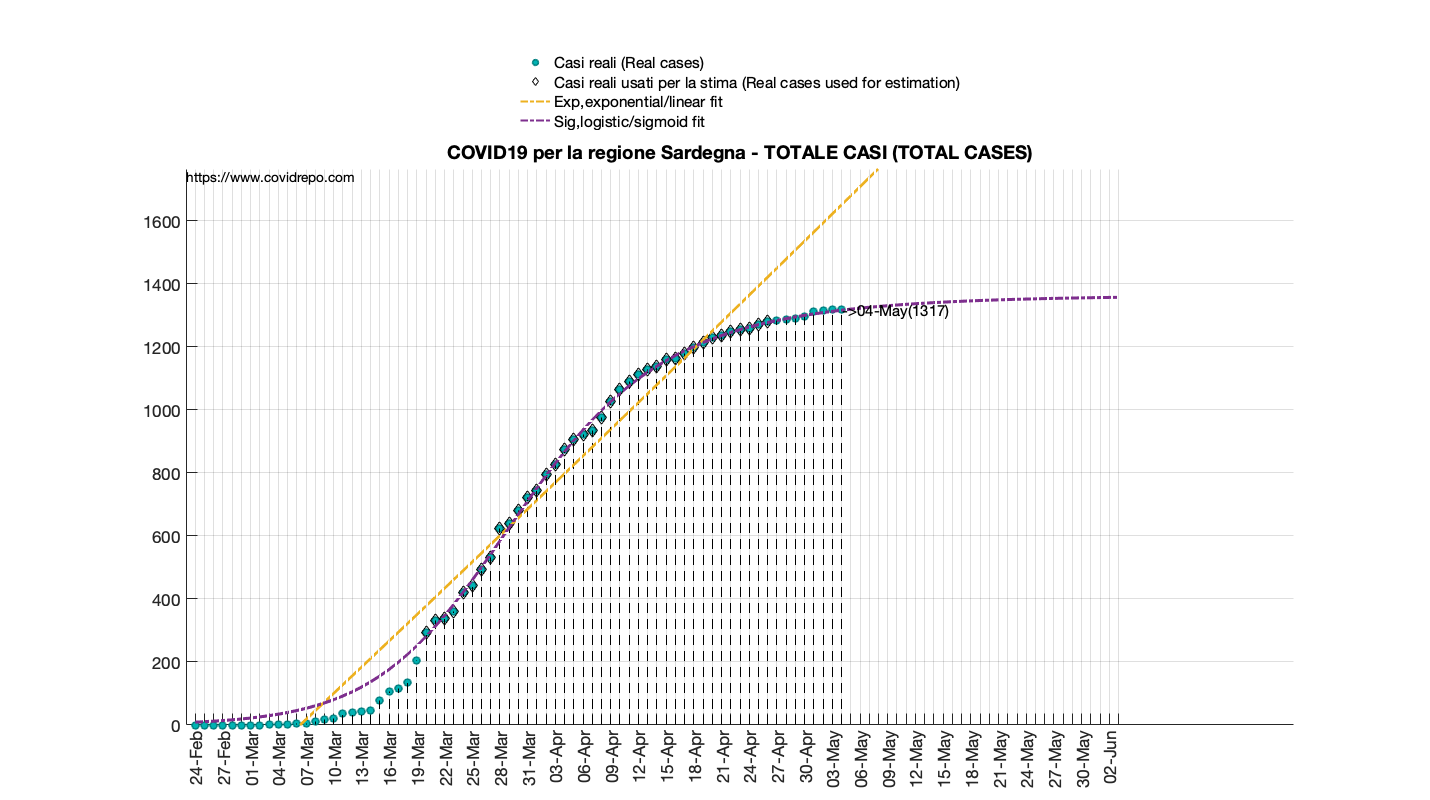 Casi reali (Real cases)
Casi reali usati per la stima (Real cases used for estimation)
Exp,exponential/linear fit
Sig,logistic/sigmoid fit
COVID19 per la regione Sardegna - TOTALE CASI (TOTAL CASES)
https://www.covidrepo.com
1600
1400
>04-May(1317)
1200
1000
800
600
400
200
0
24-Feb
27-Feb
01-Mar
04-Mar
07-Mar
10-Mar
13-Mar
16-Mar
19-Mar
22-Mar
25-Mar
28-Mar
31-Mar
03-Apr
06-Apr
09-Apr
12-Apr
15-Apr
18-Apr
21-Apr
24-Apr
27-Apr
30-Apr
03-May
06-May
09-May
12-May
15-May
18-May
21-May
24-May
27-May
30-May
02-Jun